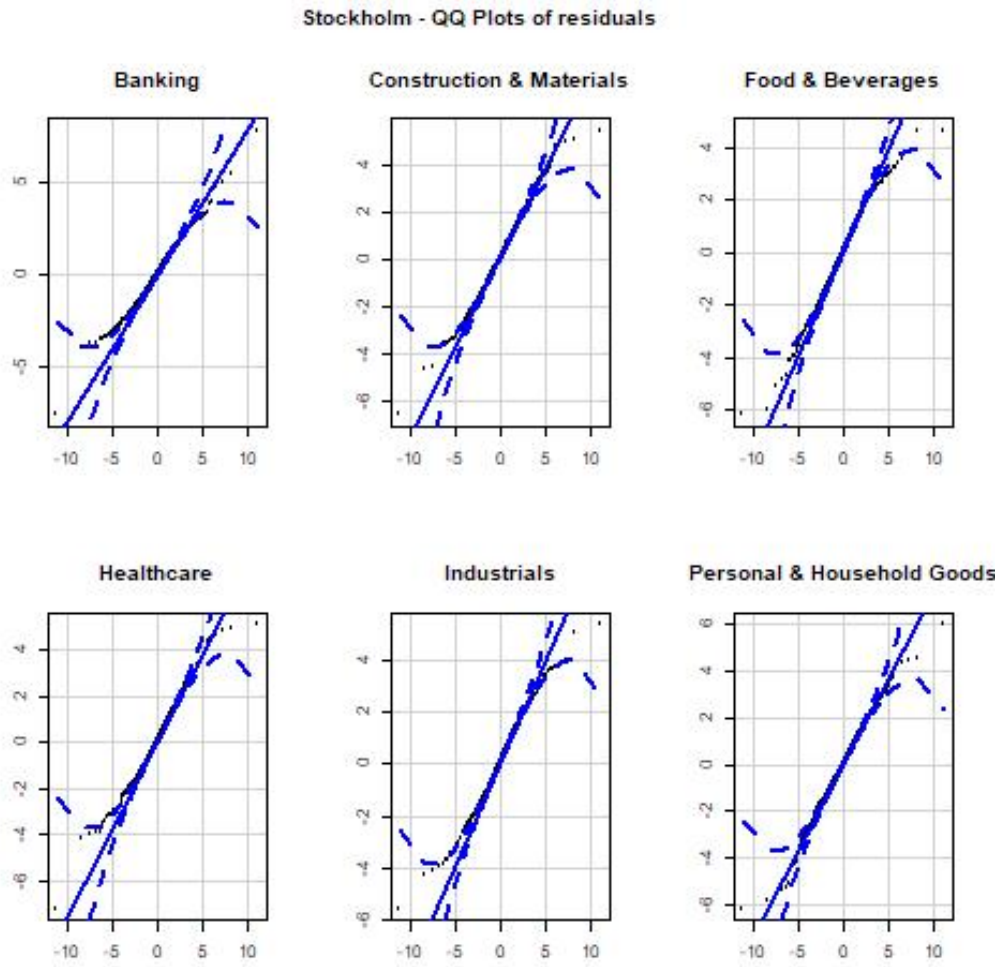 Stockholm - QQ Plots of residuals
Banking
Construction & Materials
Food & Beverages
5
0
-5
-10 -5 0 5 10
4
2
0
-2
-4
-6
-10 -5 0 5 10
4
2
0
-2
-4
-6
-10 -5 0 5 10
Healthcare
Industrials
Personal & Household Goods
4
2
0
-2
-4
-6
-10 -5 0 5 10
4
2
0
-2
-4
-6
-10 -5 0 5 10
6
4
2
0
-2
-4
-6
-10 -5 0 5 10